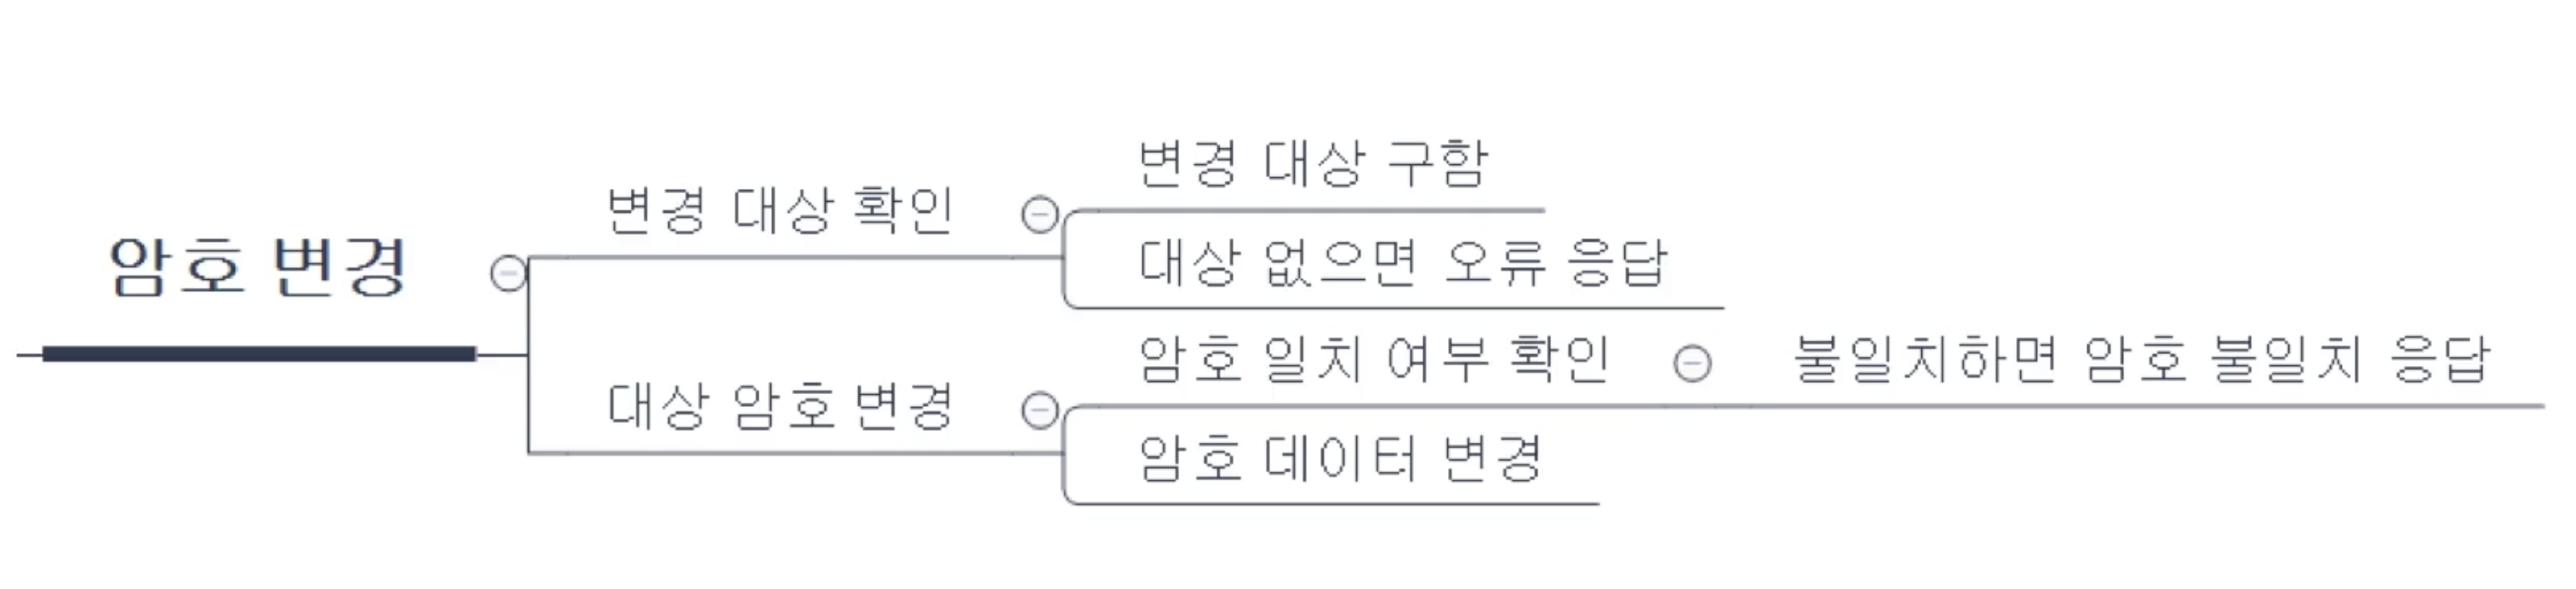 암호 변경
변경 대상 확인
변경 대상 구함
대상 없으면 오류 응답
대상 암호 변경
암호 일치 여부 확인
불일치하면 암호 불일치 응답
암호 데이터 변경